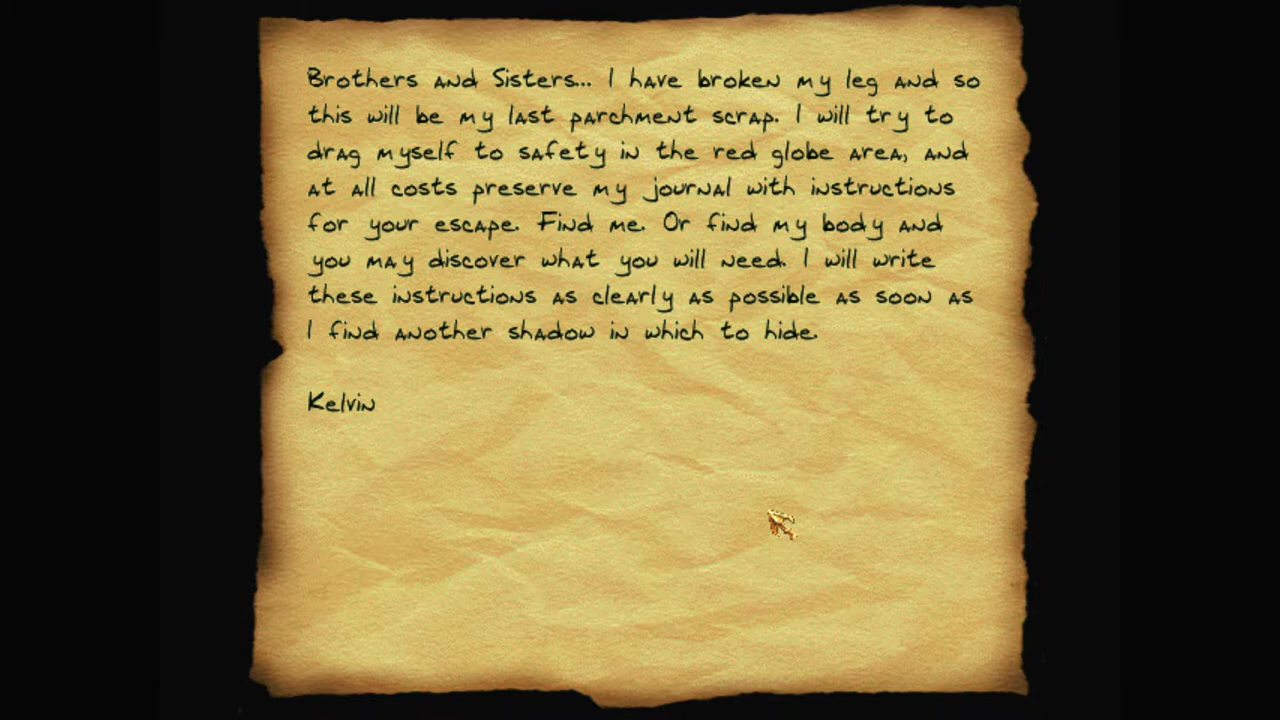 Brothers and Sisters... I have broken my leg and so
this will be my last parchment scrap. I will try to
drag myself to safety in the red globe area, and
at all costs preserve my journal with instructions
for your escape. Find me. Or find my body and
you may discover what you will need. I will write
these instructions as clearly as possible as soon as
I find another shadow in which to hide.
Kelvin